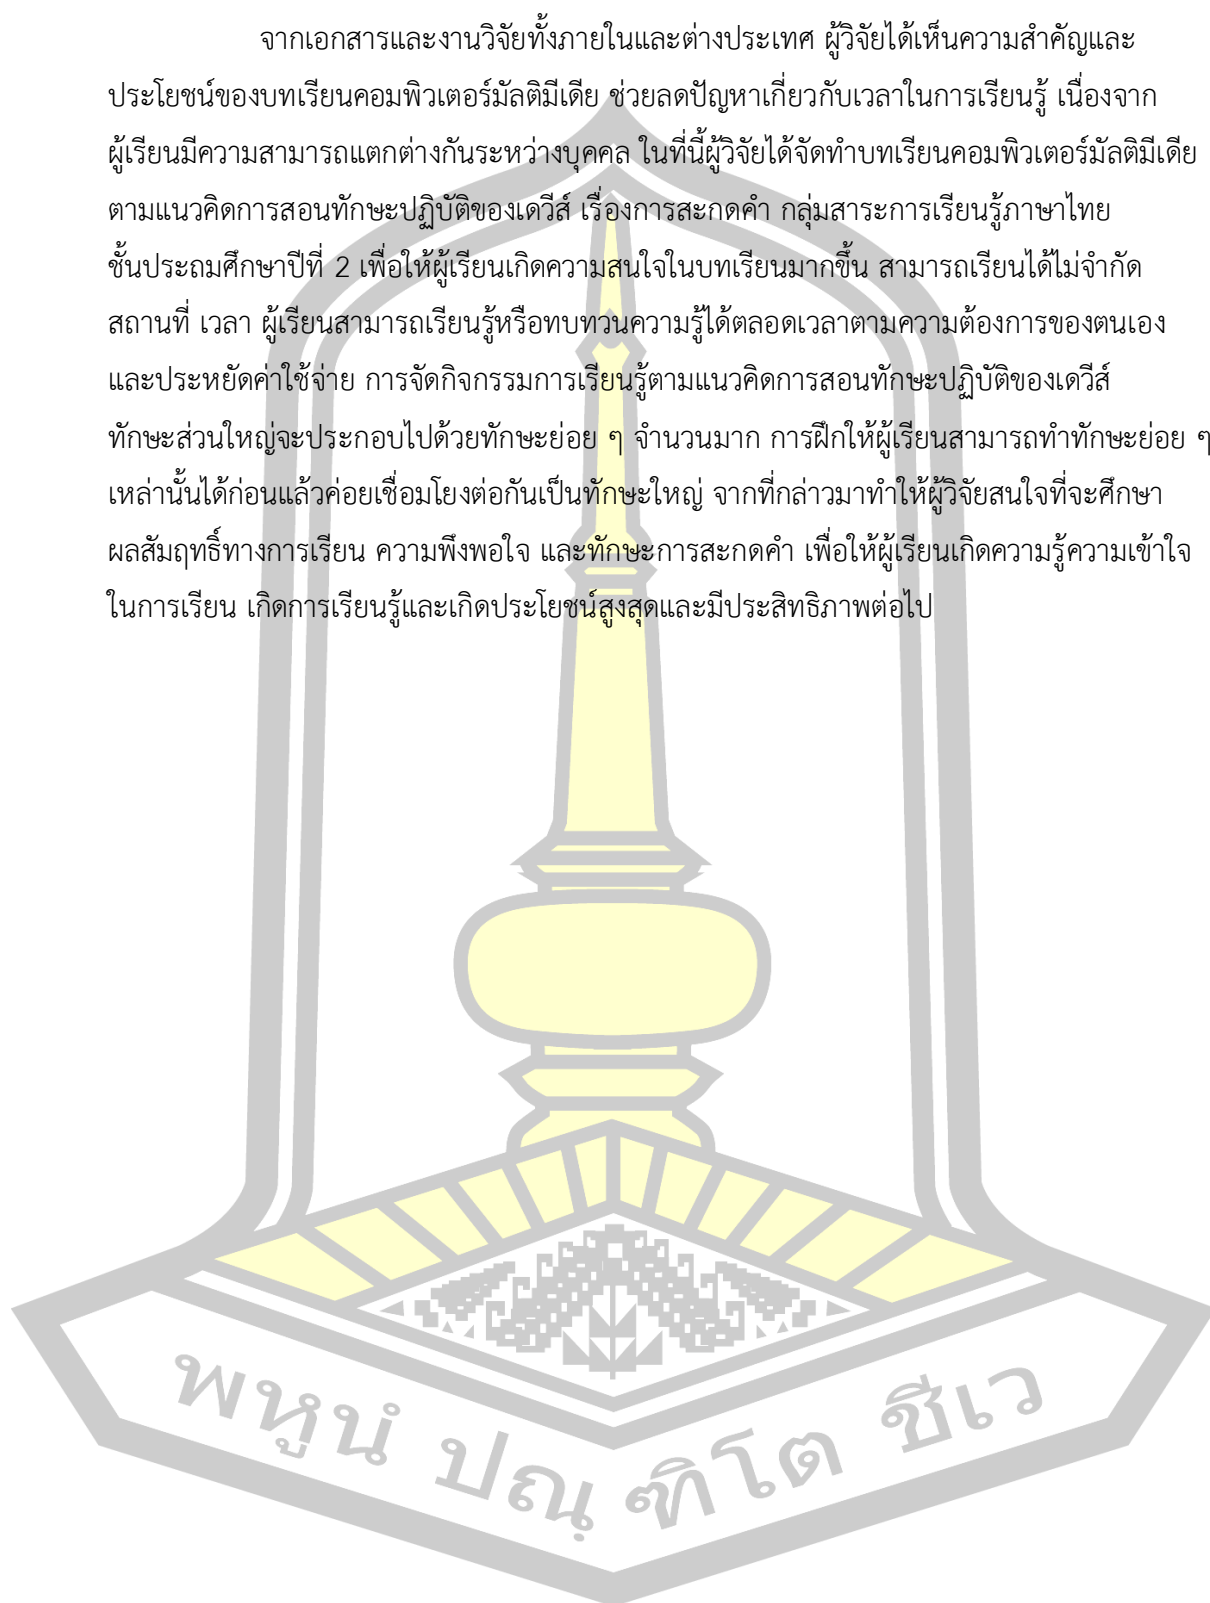 จากเอกสารและงานวิจัยทั้งภายในและต่างประเทศ ผู้วิจัยได้เห็นความสำคัญและ
ประโยชน์ของบทเรียนคอมพิวเตอร์มัลติมีเดีย ช่วยลดปัญหาเกี่ยวกับเวลาในการเรียนรู้ เนื่องจาก
ผู้เรียนมีความสามารถแตกต่างกันระหว่างบุคคล ในที่นี้ผู้วิจัยได้จัดทำบทเรียนคอมพิวเตอร์มัลติมีเดีย
ตามแนวคิดการสอนทักษะปฏิบัติของเดวีส์ เรื่องการสะกดคำ กลุ่มสาระการเรียนรู้ภาษาไทย
ชั้นประถมศึกษาปีที่ 2 เพื่อให้ผู้เรียนเกิดความสนใจในบทเรียนมากขึ้น สามารถเรียนได้ไม่จำกัด
สถานที่ เวลา ผู้เรียนสามารถเรียนรู้หรือทบทวนความรู้ได้ตลอดเวลาตามความต้องการของตนเอง
และประหยัดค่าใช้จ่าย การจัดกิจกรรมการเรียนรู้ตามแนวคิดการสอนทักษะปฏิบัติของเดวีส์
ทักษะส่วนใหญ่จะประกอบไปด้วยทักษะย่อย ๆ จำนวนมาก การฝึกให้ผู้เรียนสามารถทำทักษะย่อย ๆ
เหล่านั้นได้ก่อนแล้วค่อยเชื่อมโยงต่อกันเป็นทักษะใหญ่ จากที่กล่าวมาทำให้ผู้วิจัยสนใจที่จะศึกษา
ผลสัมฤทธิ์ทางการเรียน ความพึงพอใจ และทักษะการสะกดคำ เพื่อให้ผู้เรียนเกิดความรู้ความเข้าใจ
ในการเรียน เกิดการเรียนรู้และเกิดประโยชน์สูงสุดและมีประสิทธิภาพต่อไป
พหูนํ ปณฺฑิโต ชีเว